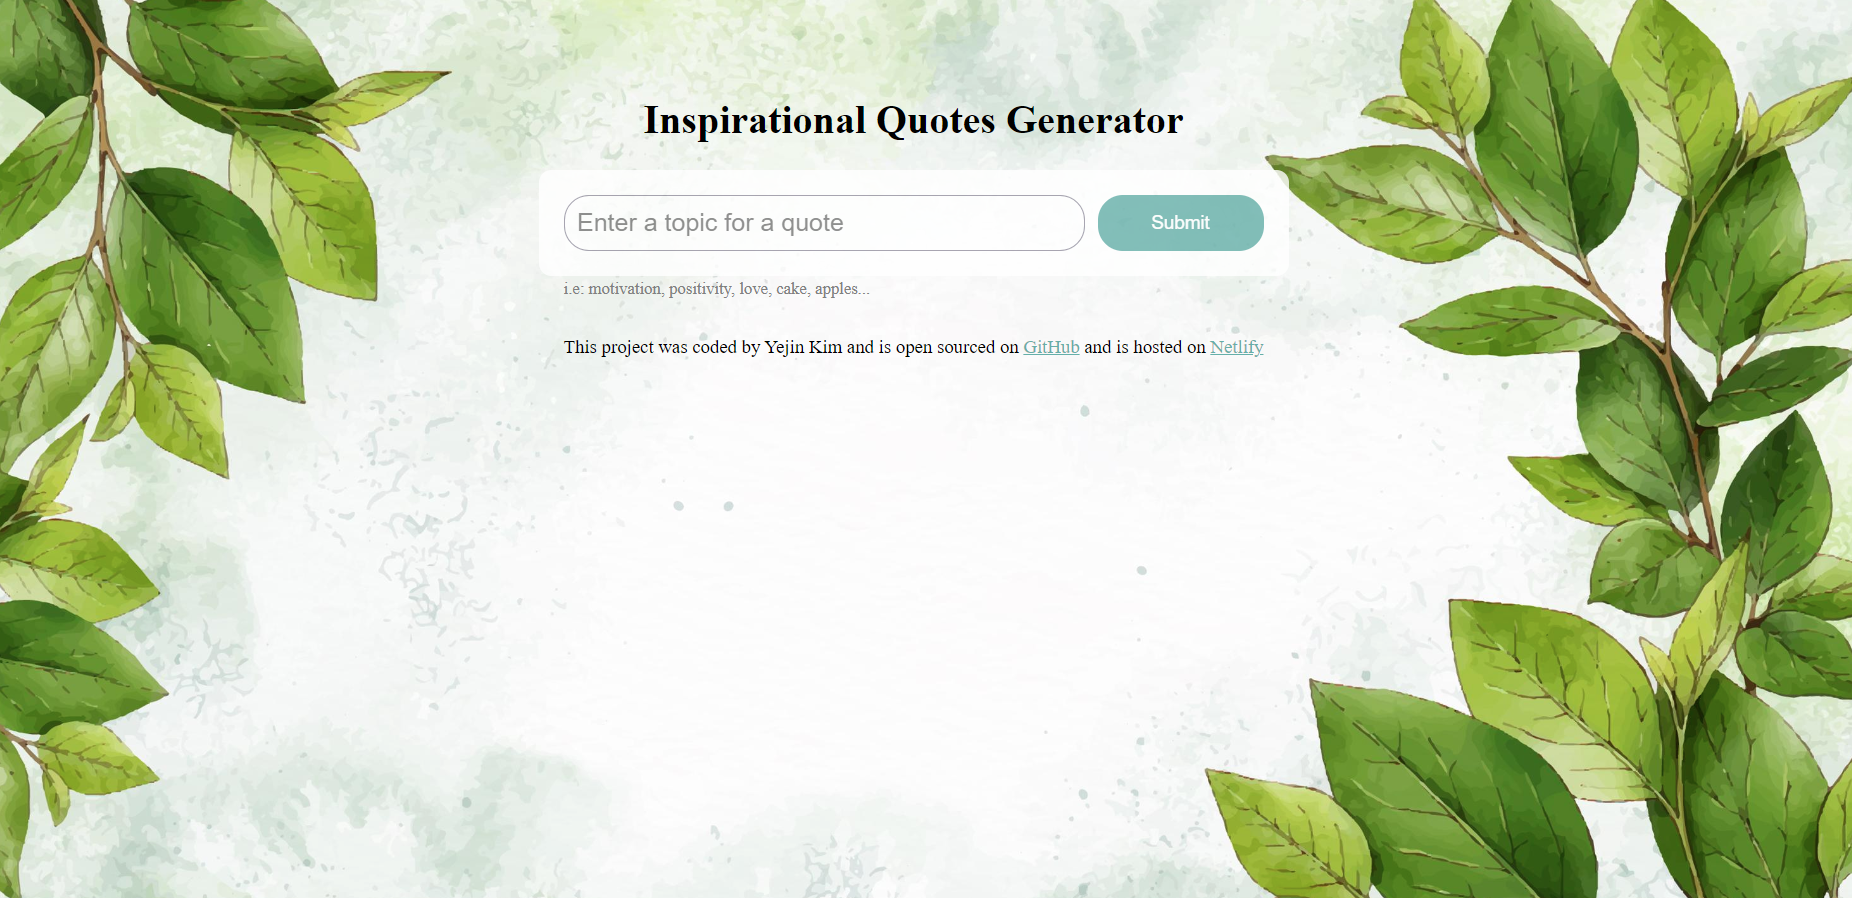 Inspirational Quotes Generator
Enter a topic for a quote
Submit
i.e: motivation, positivity, love, cake, apples...
This project was coded by Yejin Kim and is open sourced on GitHub and is hosted on Netlify